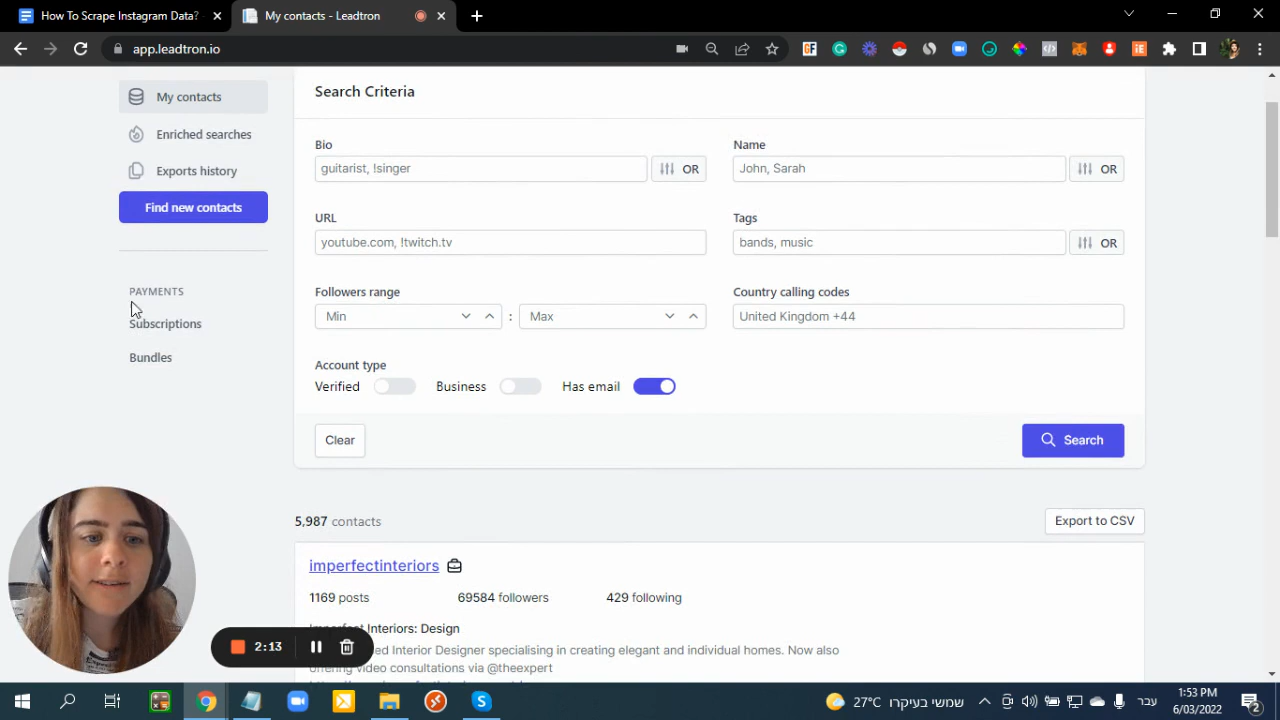 How To Scrape Instagram Data?
My contacts - Leadtron
app.leadtron.io
My contacts
Enriched searches
Exports history
Find new contacts
PAYMENTS
Subscriptions
Bundles
Search Criteria
Bio
guitarist, !singer
OR
Name
John, Sarah
OR
URL
youtube.com, !twitch.tv
Tags
bands, music
OR
Followers range
Min
:
Max
Country calling codes
United Kingdom +44
Account type
Verified
Business
Has email
Clear
Search
5,987 contacts
Export to CSV
imperfectinteriors
1169 posts
69584 followers
429 following
Interiors: Design
Interior Designer specialising in creating elegant and individual homes. Now also
offering video consultations via @theexpert
2:13
27°C
שמשי בעיקרו
עבר
1:53 PM
6/03/2022
2